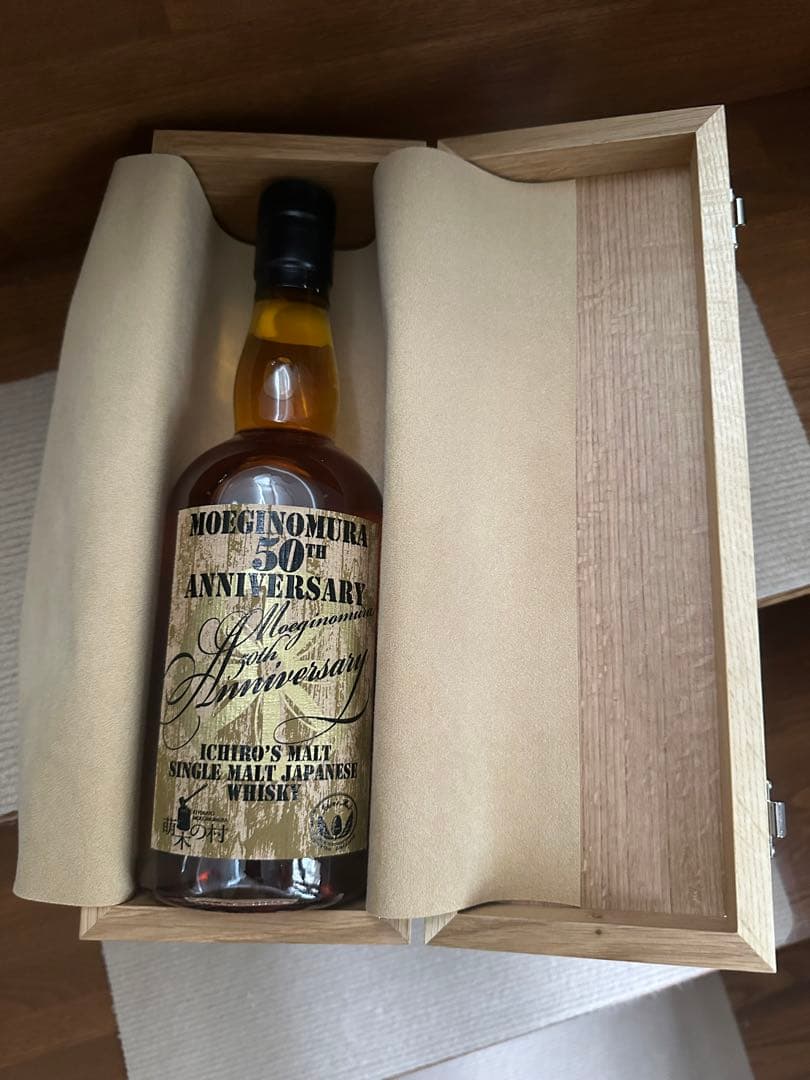 MOEGINOMURA
50TH
ANNIVERSARY
Moeginomura
50th
Anniversary
ICHIRO'S MALT
SINGLE MALT JAPANESE
WHISKY
萌木の村